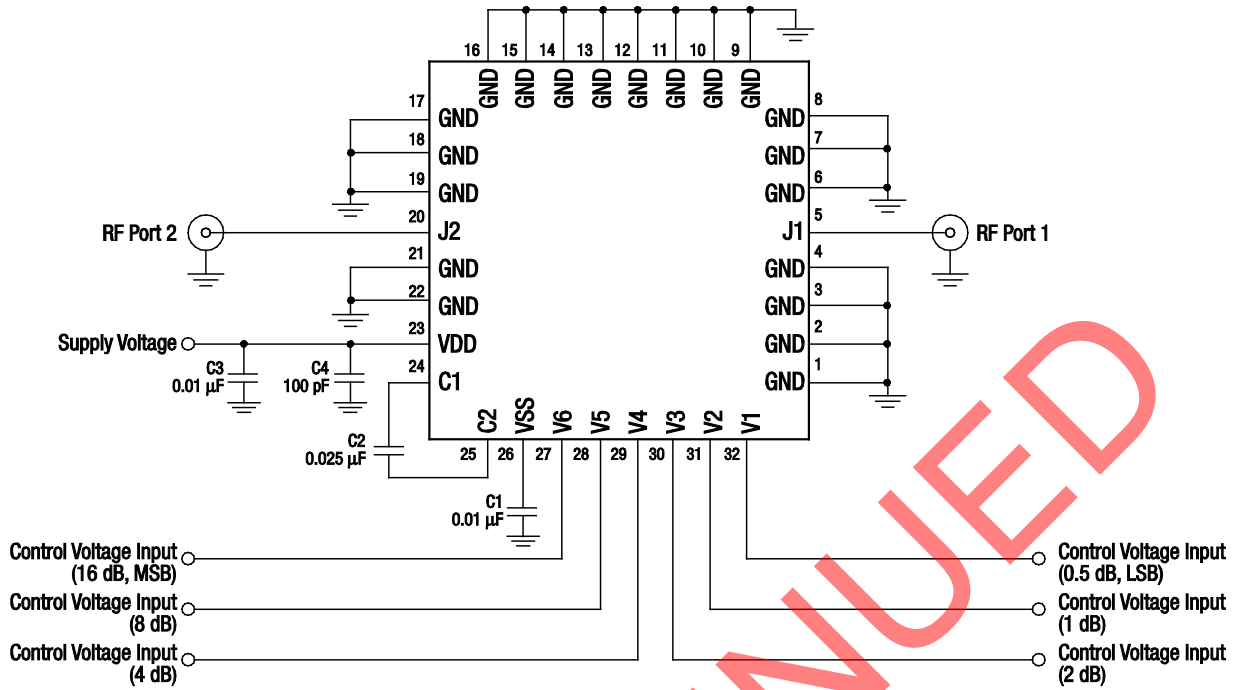 16 15 14 13 12 11 10 9
GND GND GND GND GND GND GND GND
17 GND
18 GND
19 GND
20 J2
21 GND
22 GND
23 VDD
24 C1
8 GND
7 GND
6 GND
5 J1
4 GND
3 GND
2 GND
1 GND
RF Port 2
RF Port 1
Supply Voltage
C3
0.01 µF
C4
100 pF
C2 VSS V6 V5 V4 V3 V2 V1
25 26 27 28 29 30 31 32
C2
0.025 µF
C1
0.01 µF
Control Voltage Input
(16 dB, MSB)
Control Voltage Input
(8 dB)
Control Voltage Input
(4 dB)
Control Voltage Input
(0.5 dB, LSB)
Control Voltage Input
(1 dB)
Control Voltage Input
(2 dB)
NUED